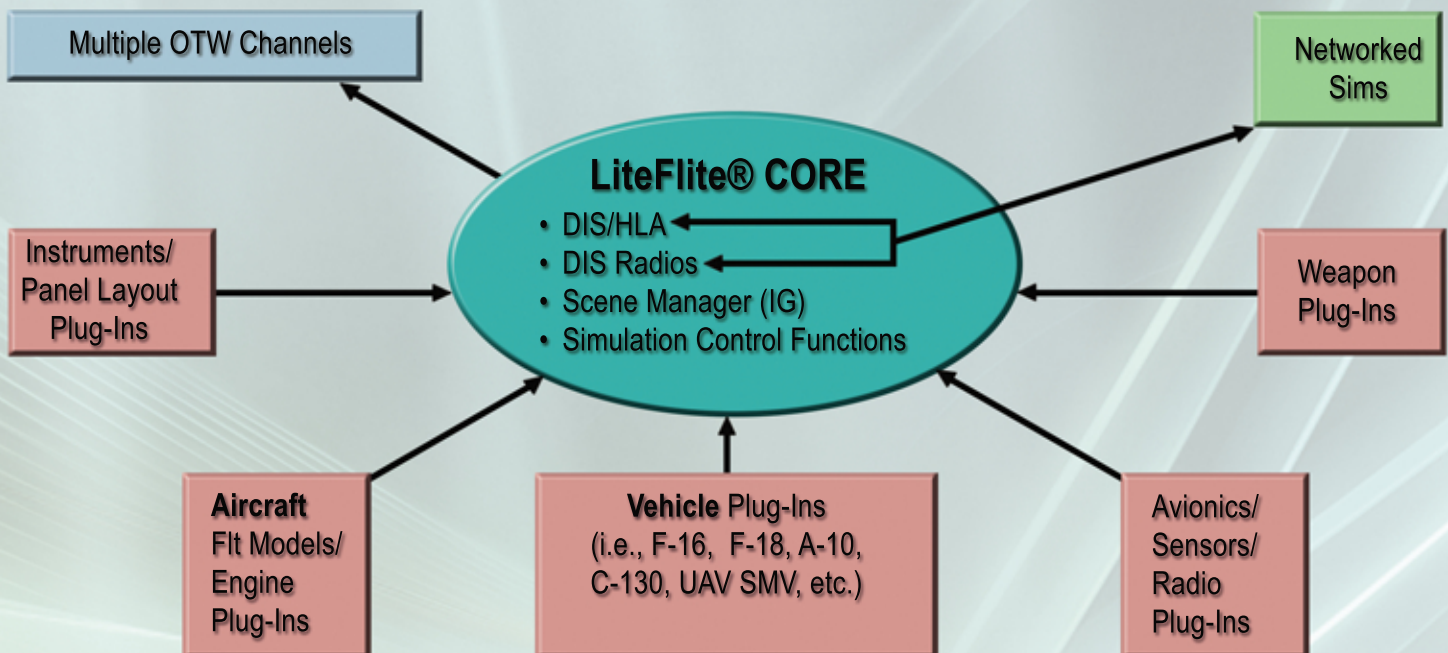 Multiple OTW Channels
Networked
Sims
LiteFlite® CORE
• DIS/HLA
• DIS Radios
• Scene Manager (IG)
• Simulation Control Functions
Instruments/
Panel Layout
Plug-Ins
Weapon
Plug-Ins
Aircraft
Flt Models/
Engine
Plug-Ins
Vehicle Plug-Ins
(i.e., F-16, F-18, A-10,
C-130, UAV SMV, etc.)
Avionics/
Sensors/
Radio
Plug-Ins